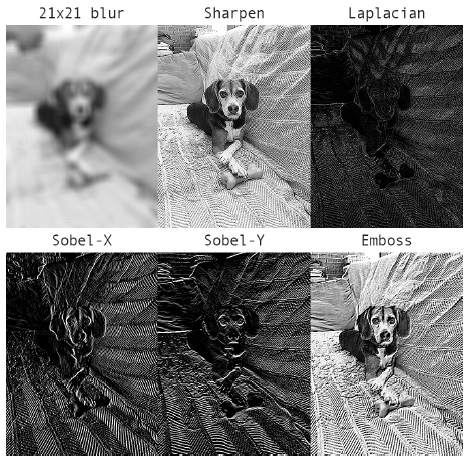 21x21 blur
Sharpen
Laplacian
Sobel-X
Sobel-Y
Emboss